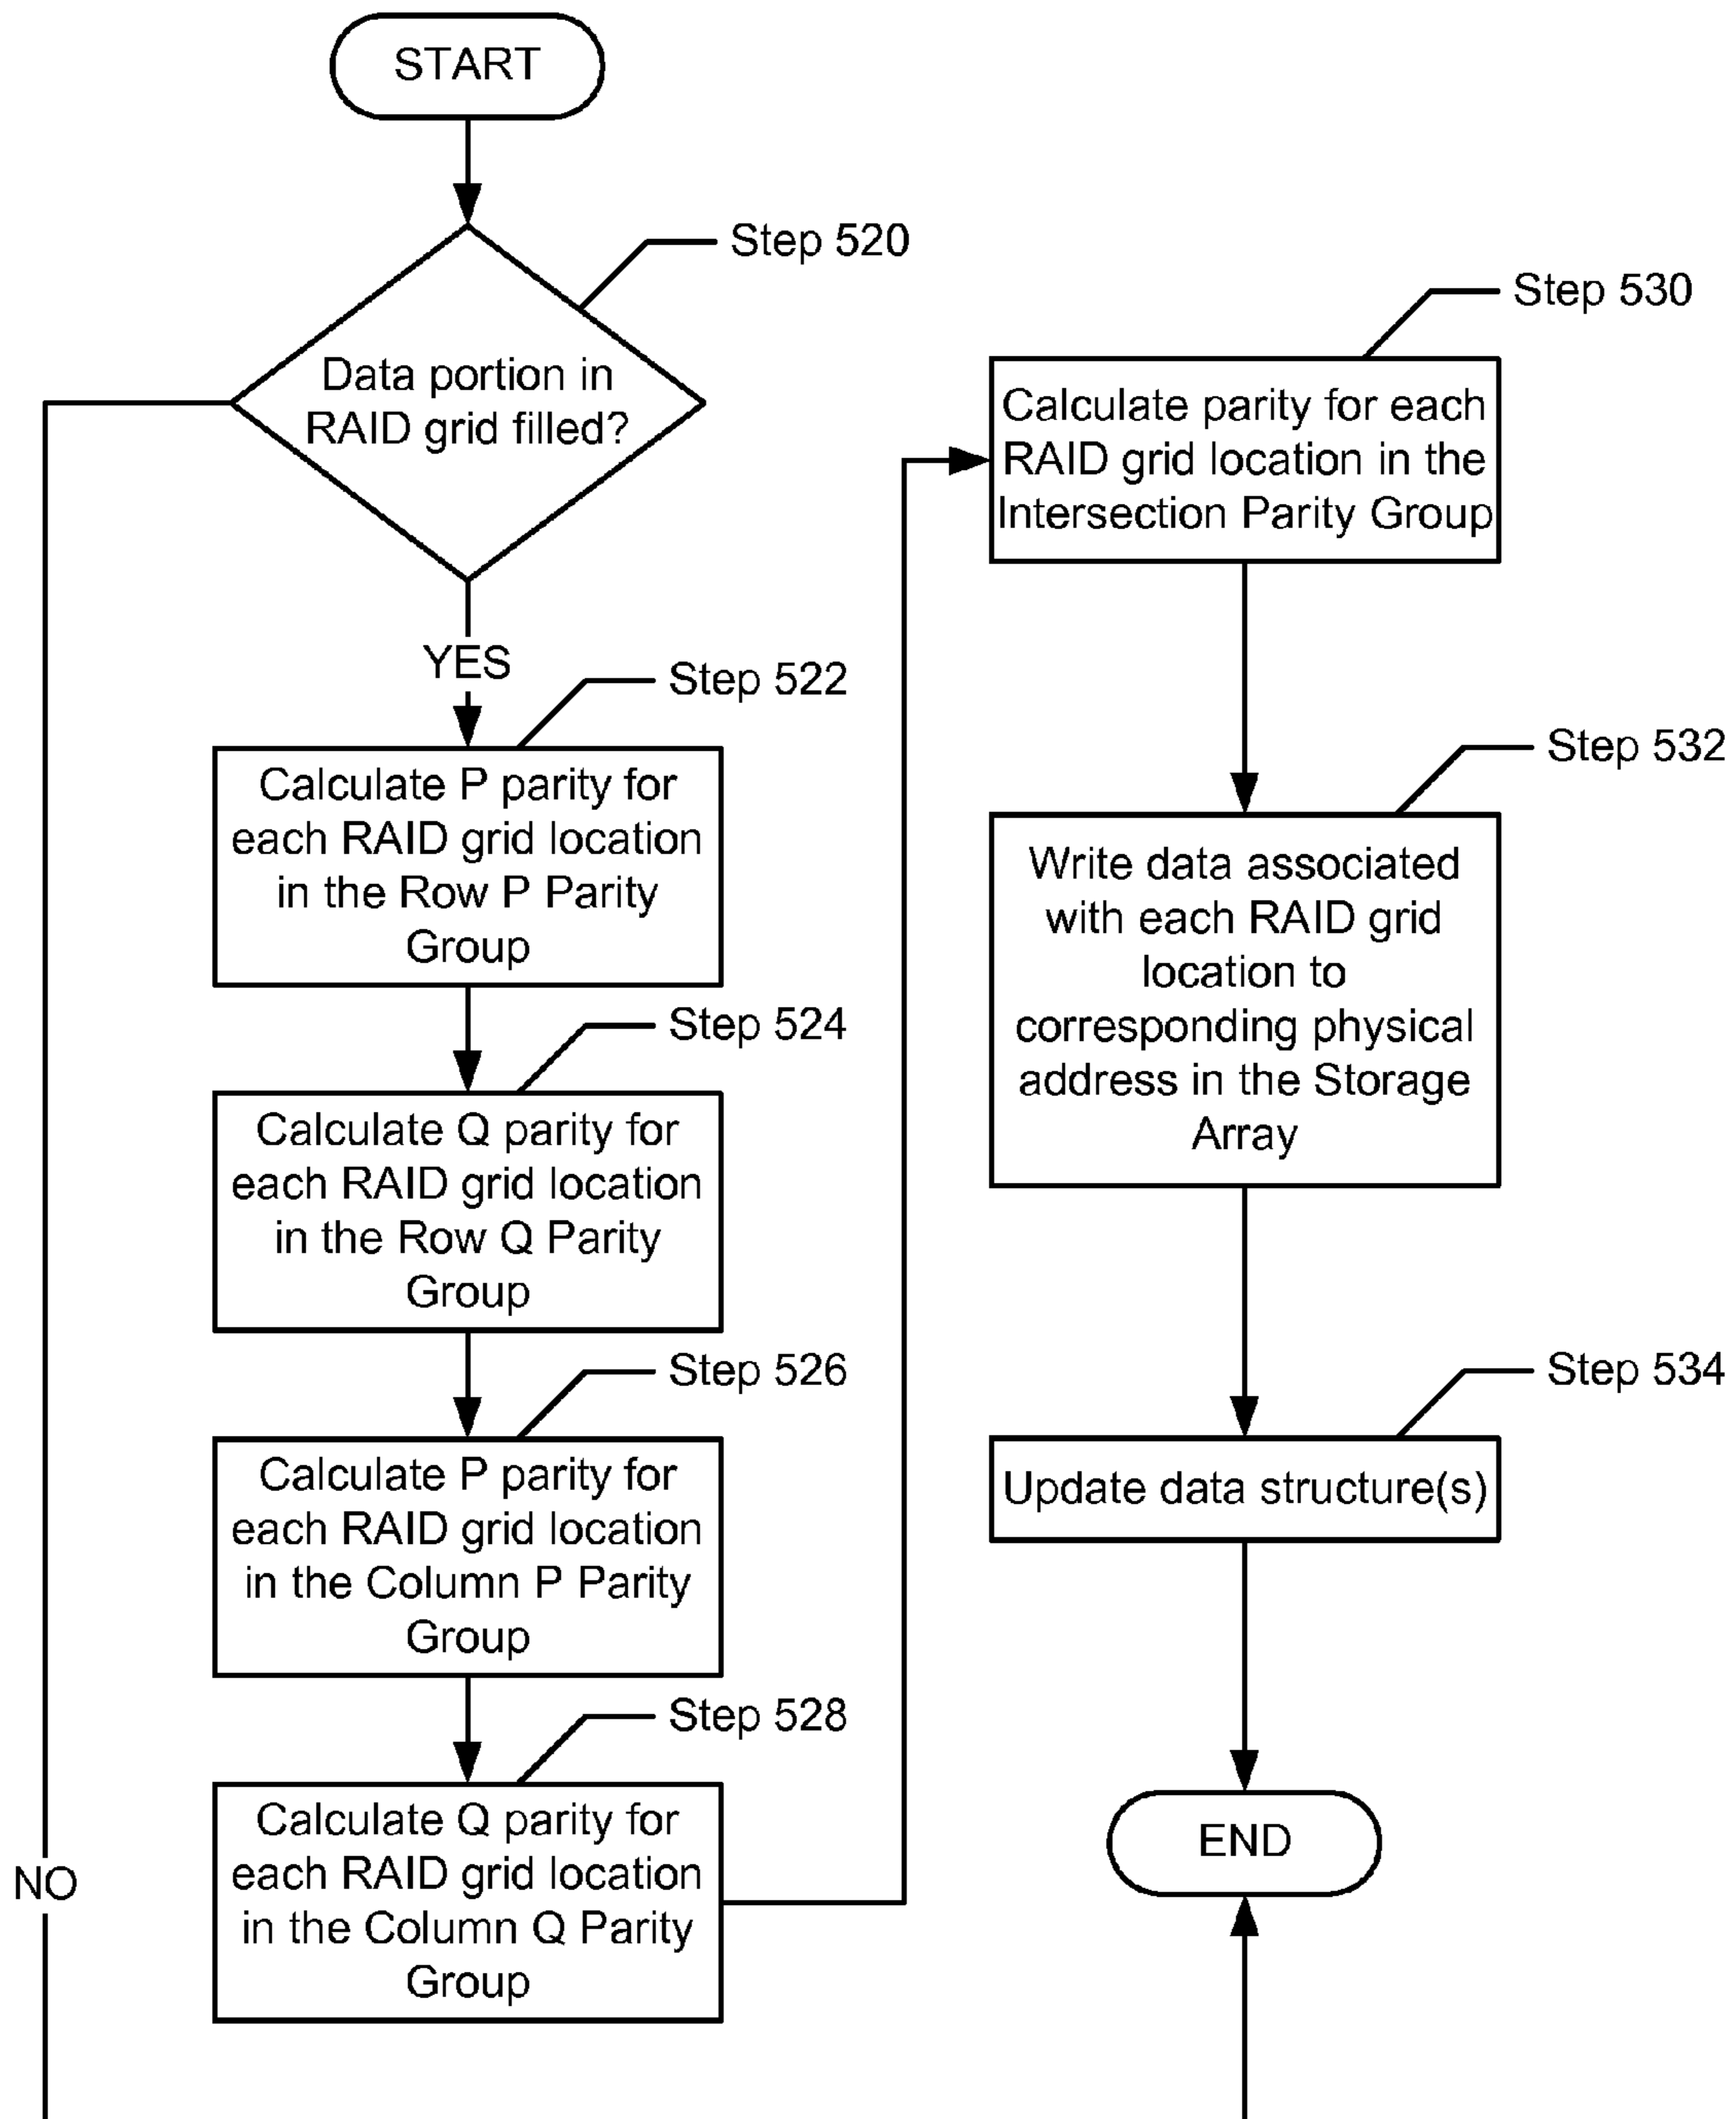 START
Step 520
Data portion in
RAID grid filled?
YES
NO
Step 522
Calculate P parity for
each RAID grid location
in the Row P Parity
Group
Step 524
Calculate Q parity for
each RAID grid location
in the Row Q Parity
Group
Step 526
Calculate P parity for
each RAID grid location
in the Column P Parity
Group
Step 528
Calculate Q parity for
each RAID grid location
in the Column Q Parity
Group
Step 530
Calculate parity for each
RAID grid location in the
Intersection Parity Group
Step 532
Write data associated
with each RAID grid
location to
corresponding physical
address in the Storage
Array
Step 534
Update data structure(s)
END